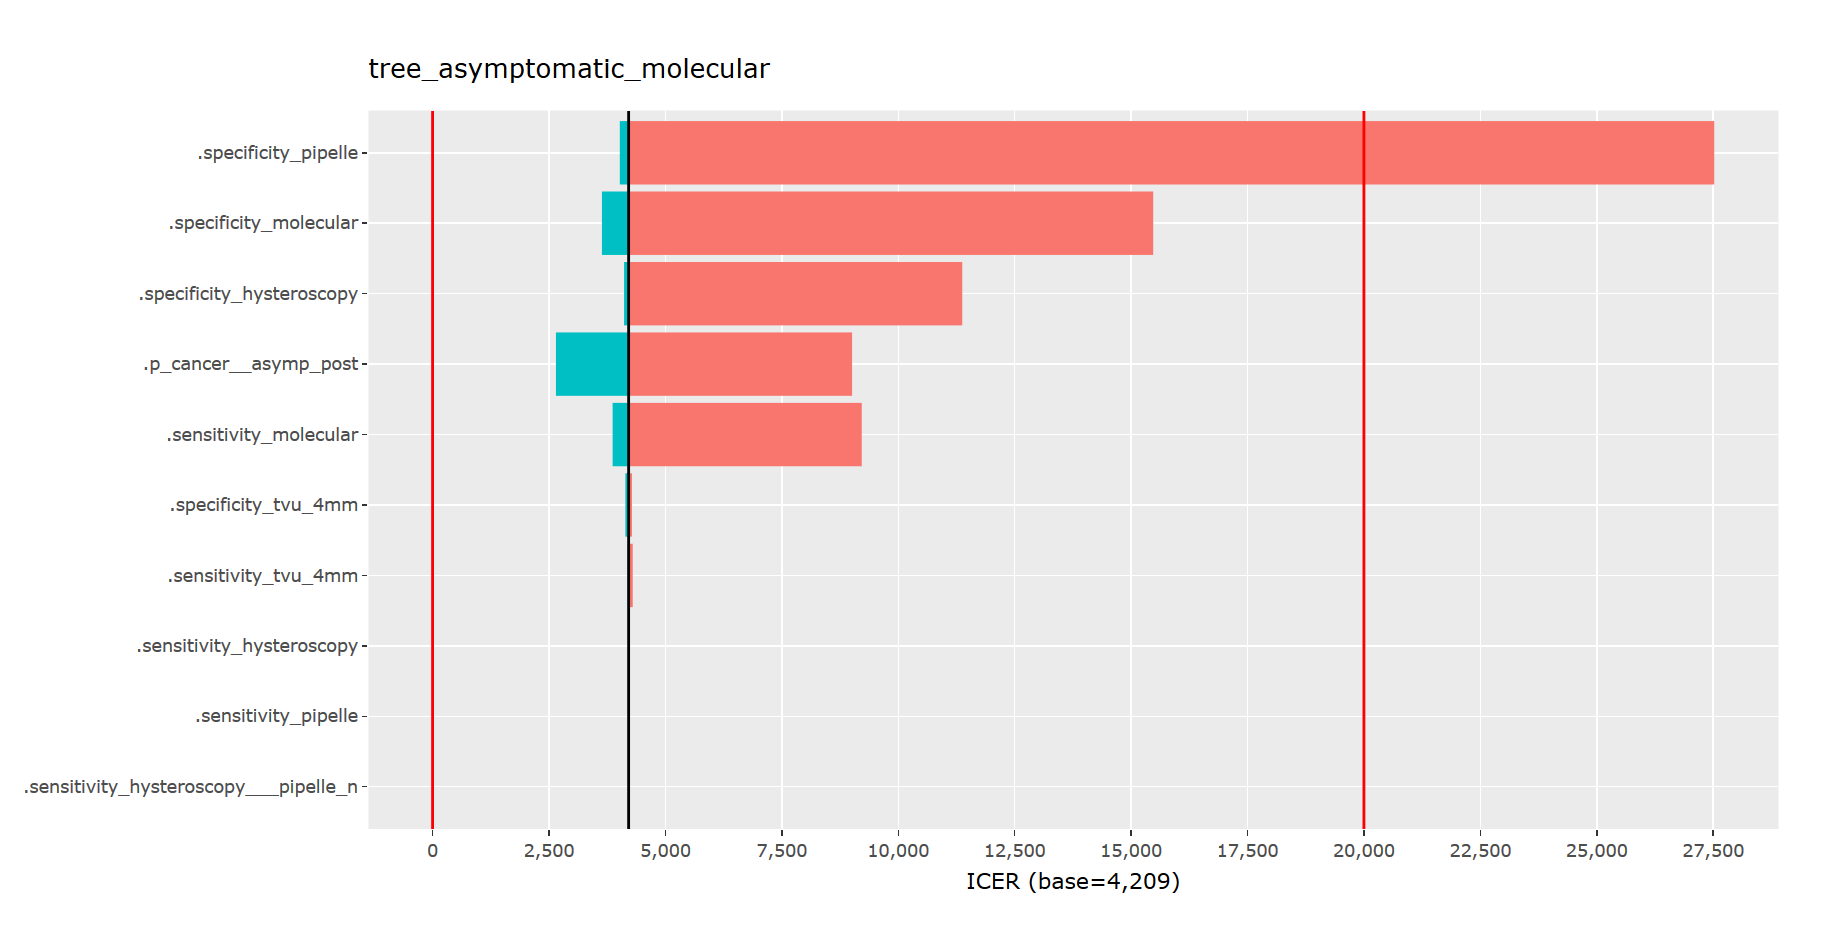 tree_asymptomatic_molecular
.specificity_pipelle
.specificity_molecular
.specificity_hysteroscopy
.p_cancer__asymp_post
.sensitivity_molecular
.specificity_tvu_4mm
.sensitivity_tvu_4mm
.sensitivity_hysteroscopy
.sensitivity_pipelle
.sensitivity_hysteroscopy___pipelle_n
0 2,500 5,000 7,500 10,000 12,500 15,000 17,500 20,000 22,500 25,000 27,500
ICER (base=4,209)